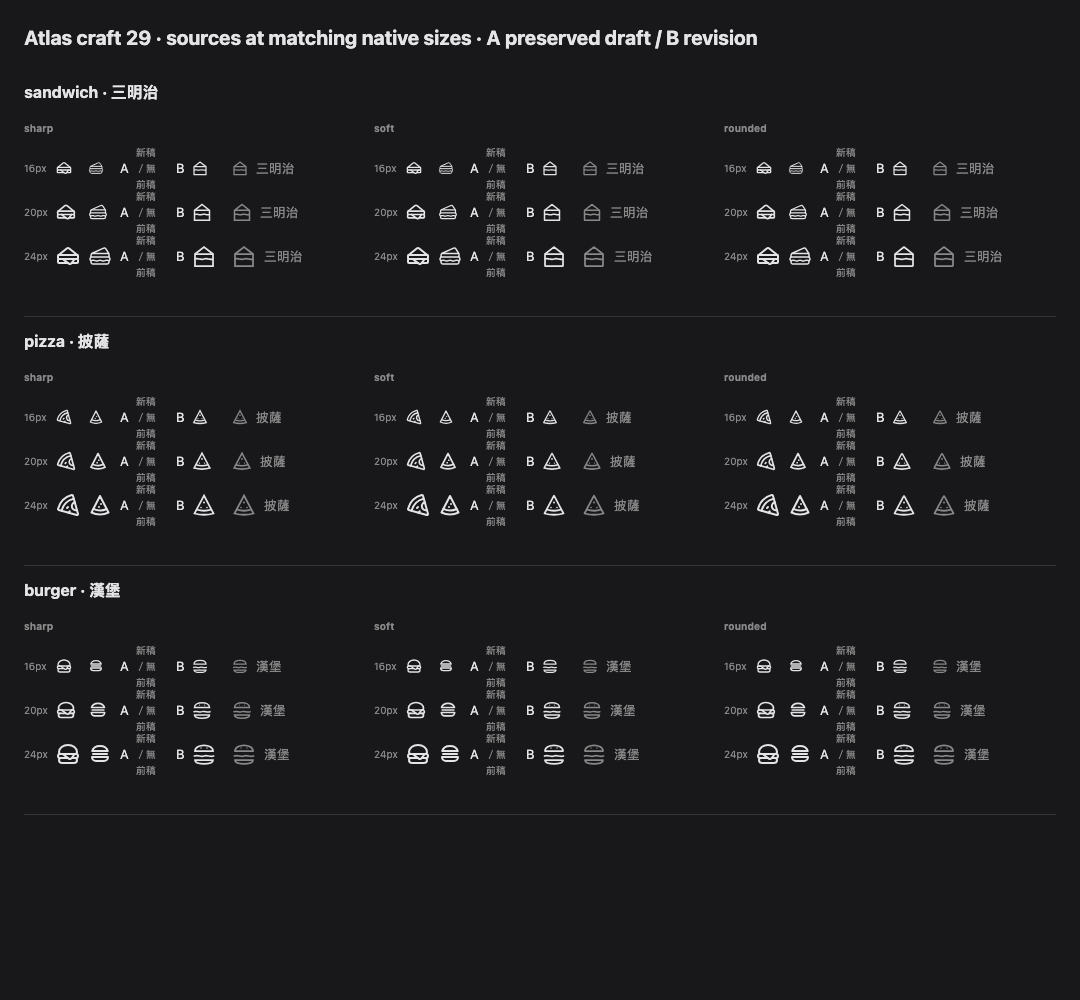 Atlas craft 29 · sources at matching native sizes · A preserved draft / B revision
sandwich · 三明治
sharp
16px A 新稿 / 無前稿 B 三明治
20px A 新稿 / 無前稿 B 三明治
24px A 新稿 / 無前稿 B 三明治
soft
16px A 新稿 / 無前稿 B 三明治
20px A 新稿 / 無前稿 B 三明治
24px A 新稿 / 無前稿 B 三明治
rounded
16px A 新稿 / 無前稿 B 三明治
20px A 新稿 / 無前稿 B 三明治
24px A 新稿 / 無前稿 B 三明治
pizza · 披薩
sharp
16px A 新稿 / 無前稿 B 披薩
20px A 新稿 / 無前稿 B 披薩
24px A 新稿 / 無前稿 B 披薩
soft
16px A 新稿 / 無前稿 B 披薩
20px A 新稿 / 無前稿 B 披薩
24px A 新稿 / 無前稿 B 披薩
rounded
16px A 新稿 / 無前稿 B 披薩
20px A 新稿 / 無前稿 B 披薩
24px A 新稿 / 無前稿 B 披薩
burger · 漢堡
sharp
16px A 新稿 / 無前稿 B 漢堡
20px A 新稿 / 無前稿 B 漢堡
24px A 新稿 / 無前稿 B 漢堡
soft
16px A 新稿 / 無前稿 B 漢堡
20px A 新稿 / 無前稿 B 漢堡
24px A 新稿 / 無前稿 B 漢堡
rounded
16px A 新稿 / 無前稿 B 漢堡
20px A 新稿 / 無前稿 B 漢堡
24px A 新稿 / 無前稿 B 漢堡